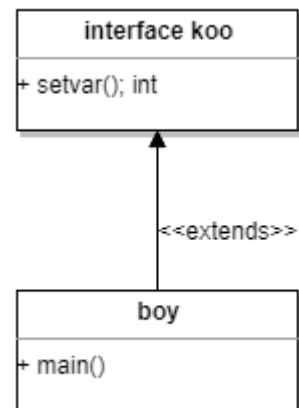 interface koo
+ setvar(); int
<<extends>>
boy
+ main()